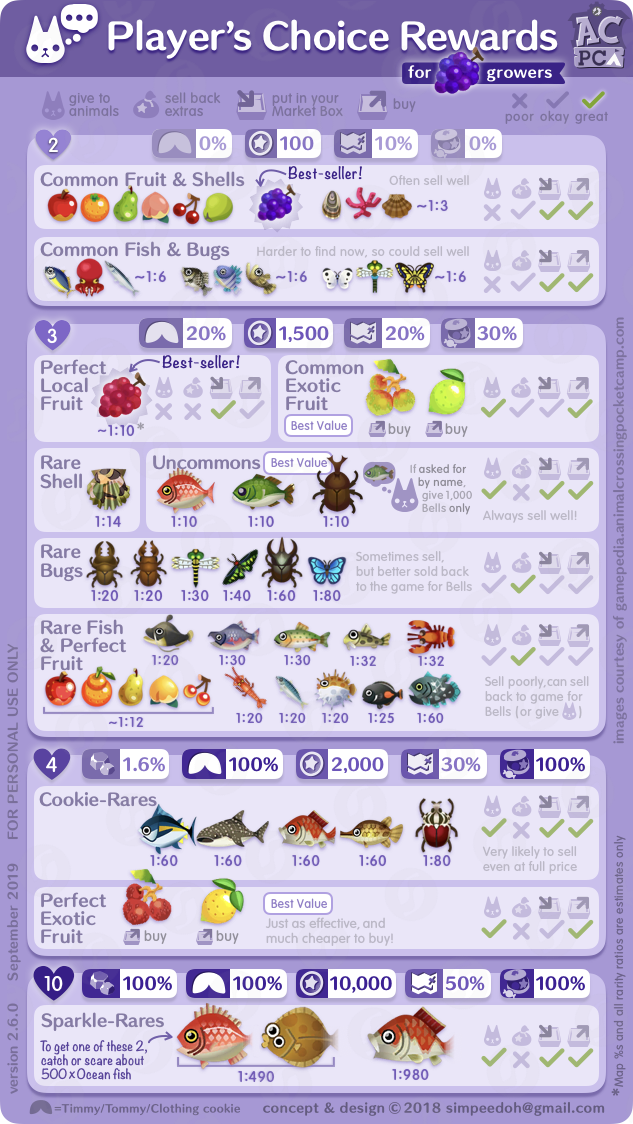 Player's Choice Rewards
AC
PC
for growers
give to animals
sell back extras
put in your Market Box
buy
poor okay great
2
0%
100
10%
0%
Common Fruit & Shells
Best-seller!
Often sell well
~1:3
Common Fish & Bugs
Harder to find now, so could sell well
~1:6
~1:6
~1:6
3
20%
1,500
20%
30%
Perfect
Local
Fruit
Best-seller!
~1:10*
Common
Exotic
Fruit
Best Value
buy
buy
Rare
Shell
1:14
Uncommons
Best Value
1:10
1:10
1:10
If asked for
by name,
give 1,000
Bells only
Always sell well!
Rare
Bugs
1:20
1:20
1:30
1:40
1:60
1:80
Sometimes sell,
but better sold back
to the game for Bells
Rare Fish
& Perfect
Fruit
1:20
1:30
1:30
1:32
1:32
~1:12
1:20
1:20
1:20
1:25
1:60
Sell poorly,can sell
back to game for
Bells (or give )
4
1.6%
100%
2,000
30%
100%
Cookie-Rares
1:60
1:60
1:60
1:60
1:80
Very likely to sell
even at full price
Perfect
Exotic
Fruit
buy
buy
Best Value
Just as effective, and
much cheaper to buy!
10
100%
100%
10,000
50%
100%
Sparkle-Rares
To get one of these 2,
catch or scare about
500x Ocean fish
1:490
1:980
=Timmy/Tommy/Clothing cookie
concept & design © 2018 simpeedoh@gmail.com
version 2.6.0 September 2019 FOR PERSONAL USE ONLY
images courtesy of gamepedia.animalcrossingpocketcamp.com
*Map %s and all rarity ratios are estimates only